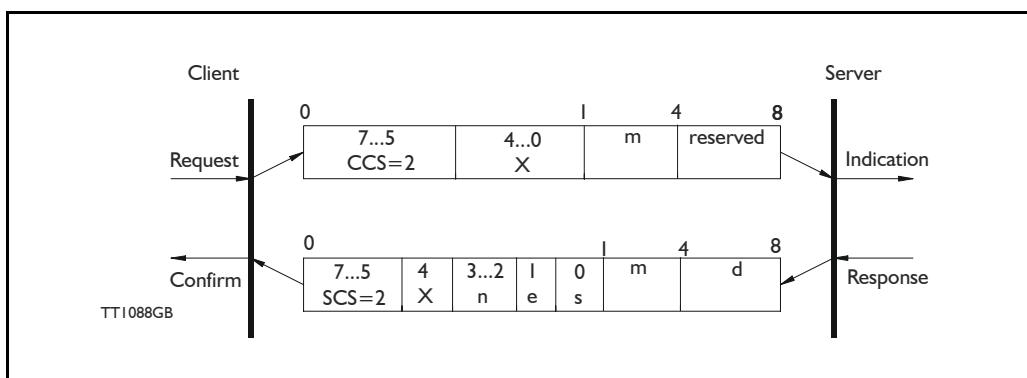 Client
Server
0 1 4 8
7...5 4...0 m reserved
CCS=2 X
Request
Indication
0 1 4 8
7...5 4 3...2 1 0 m d
SCS=2 X n e s
Confirm
Response
TT1088GB